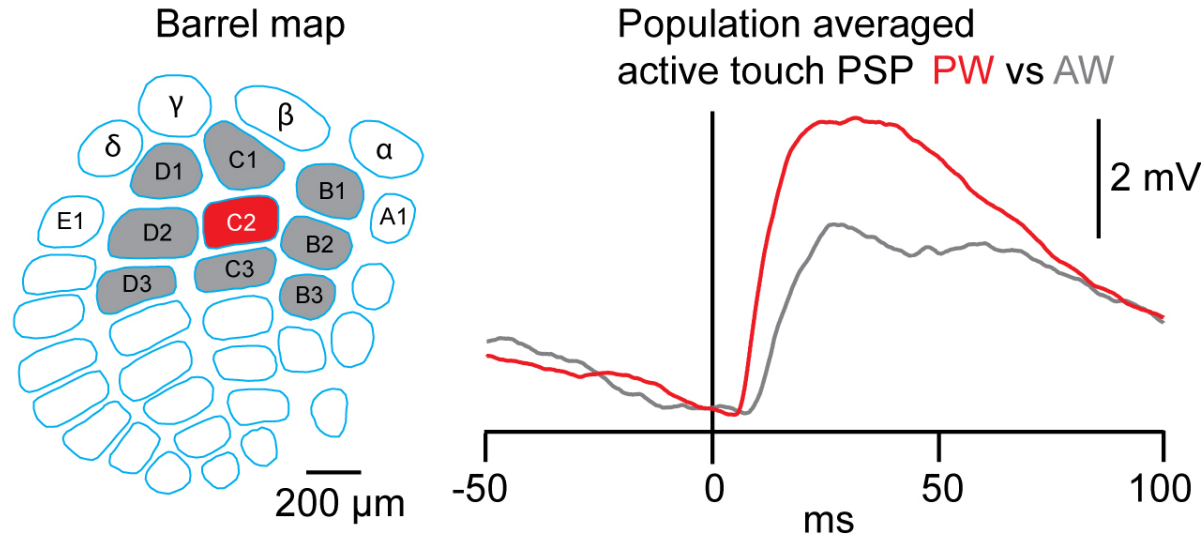 Barrel map
γ
β
δ
α
D1
C1
B1
E1
D2
C2
B2
A1
D3
C3
B3
200 μm
Population averaged
active touch PSP PW vs AW
2 mV
-50
0
50
100
ms